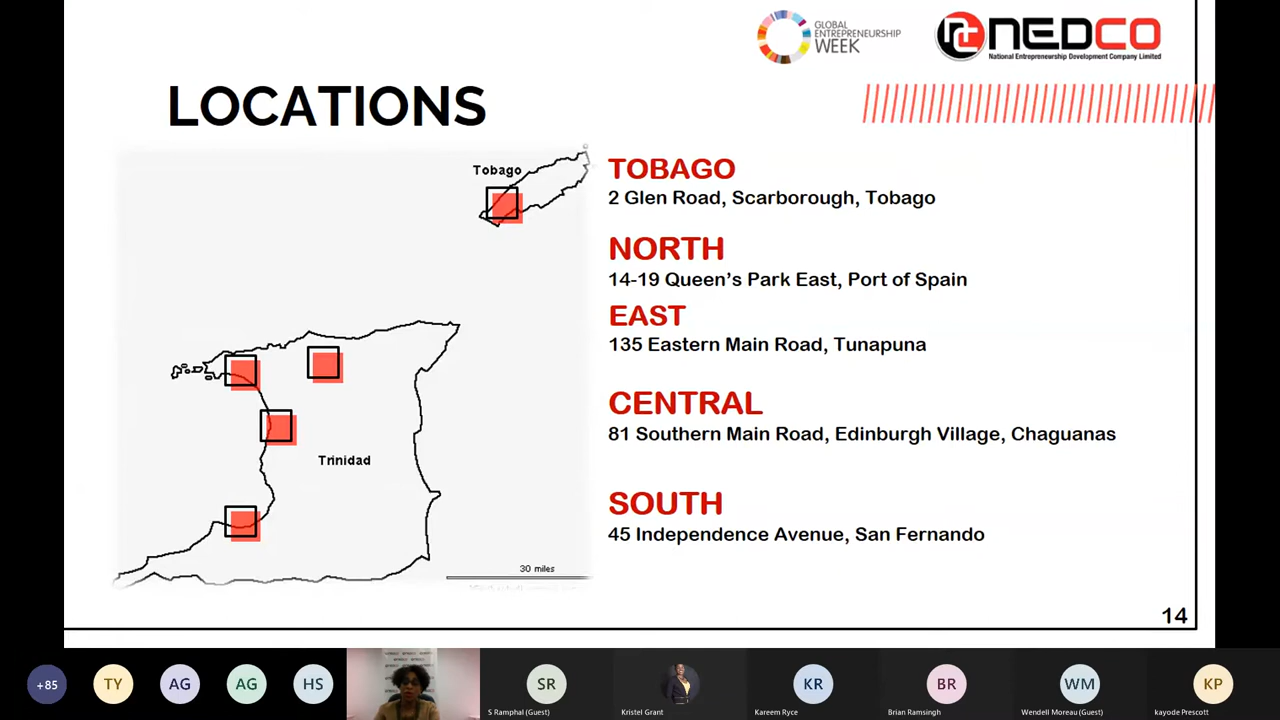 GLOBAL
ENTREPRENEURSHIP
WEEK
NEDCO
National Entrepreneurship Development Company Limited
LOCATIONS
Tobago
TOBAGO
2 Glen Road, Scarborough, Tobago
NORTH
14-19 Queen's Park East, Port of Spain
EAST
135 Eastern Main Road, Tunapuna
CENTRAL
81 Southern Main Road, Edinburgh Village, Chaguanas
Trinidad
SOUTH
45 Independence Avenue, San Fernando
30 miles
14
+85
TY
AG
AG
HS
SR
S Ramphal (Guest)
Kristel Grant
KR
Kareem Ryce
BR
Brian Ramsingh
WM
Wendell Moreau (Guest)
KP
kayode Prescott